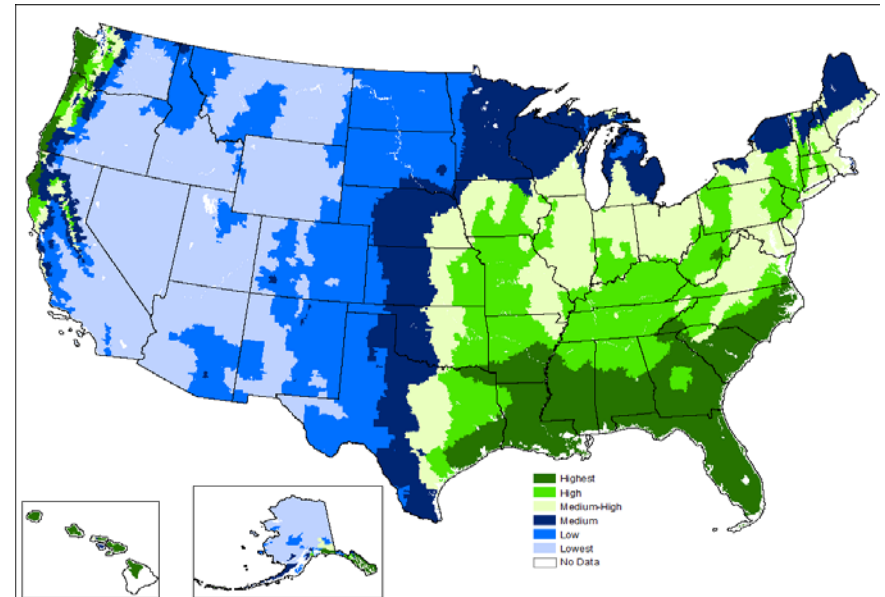 Highest
High
Medium-High
Medium
Low
Lowest
No Data